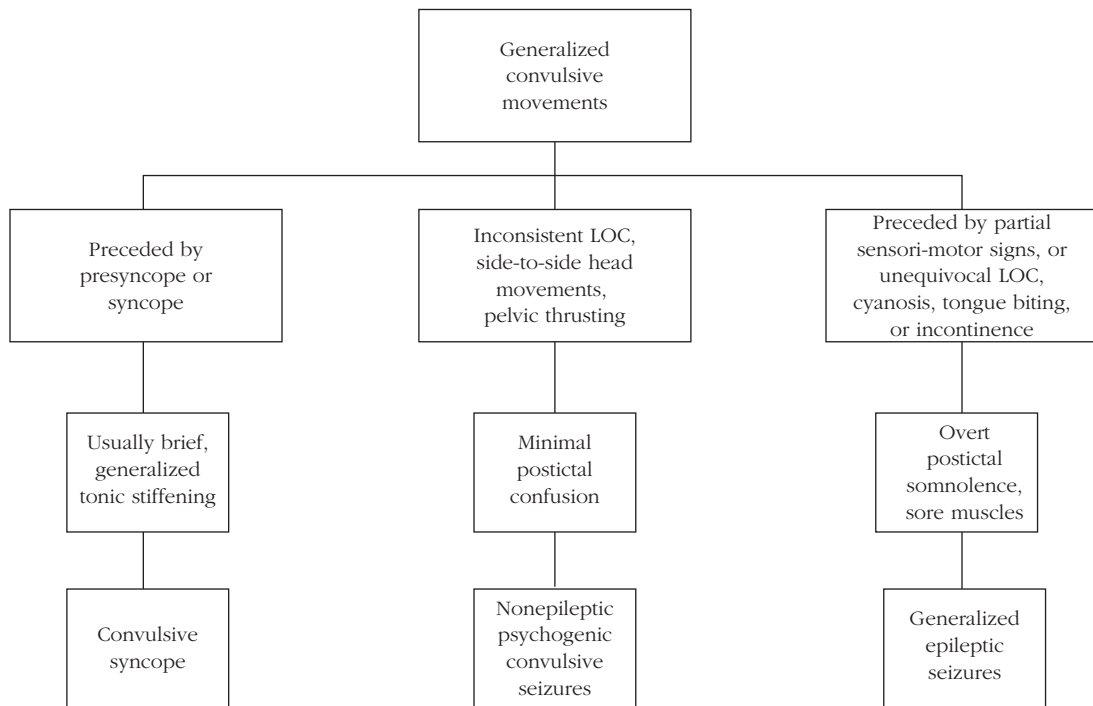 Generalized
convulsive
movements
Preceded by
presyncope or
syncope
Inconsistent LOC,
side-to-side head
movements,
pelvic thrusting
Preceded by partial
sensori-motor signs, or
unequivocal LOC,
cyanosis, tongue biting,
or incontinence
Usually brief,
generalized
tonic stiffening
Minimal
postictal
confusion
Overt
postictal
somnolence,
sore muscles
Convulsive
syncope
Nonepileptic
psychogenic
convulsive
seizures
Generalized
epileptic
seizures